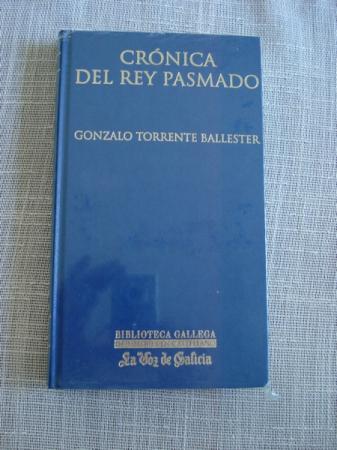 CRÓNICA
DEL REY PASMADO
GONZALO TORRENTE BALLESTER
BIBLIOTECA GALLEGA
La Voz de Galicia